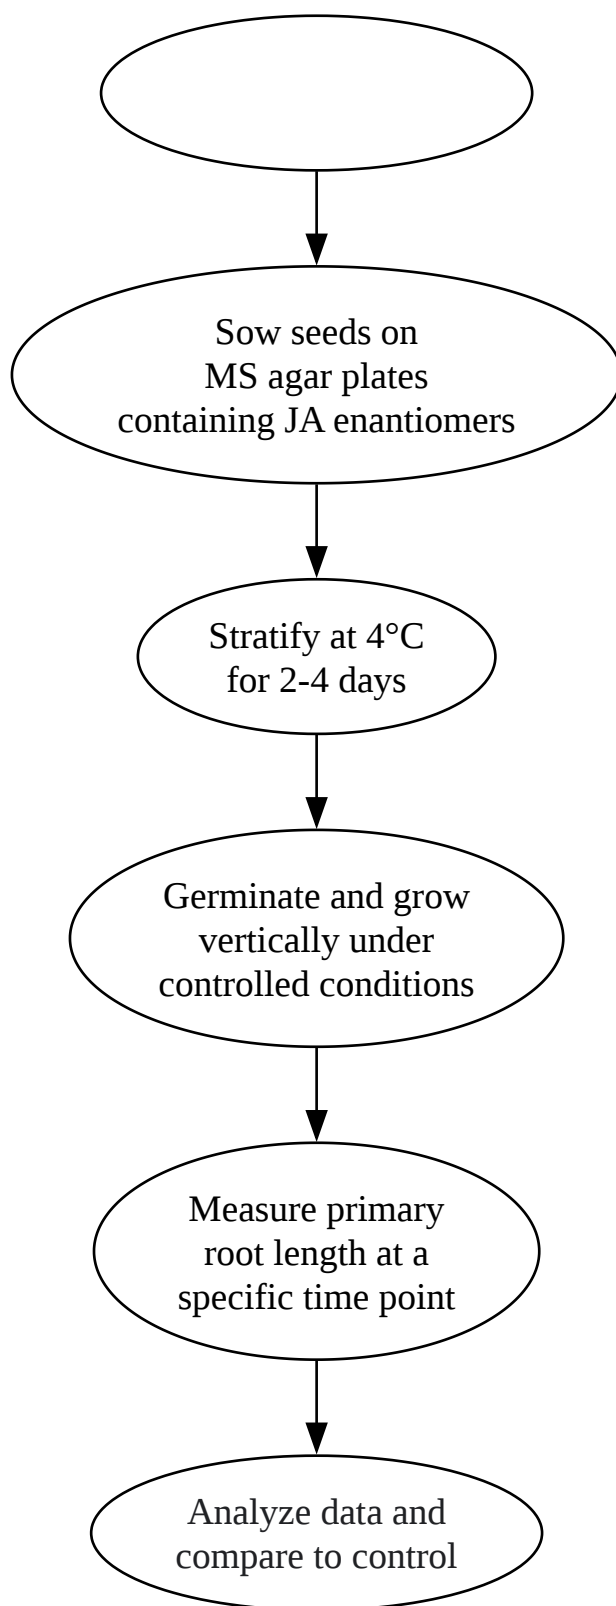 Sow seeds on
MS agar plates
containing JA enantiomers
Stratify at 4°C
for 2-4 days
Germinate and grow
vertically under
controlled conditions
Measure primary
root length at a
specific time point
Analyze data and
compare to control